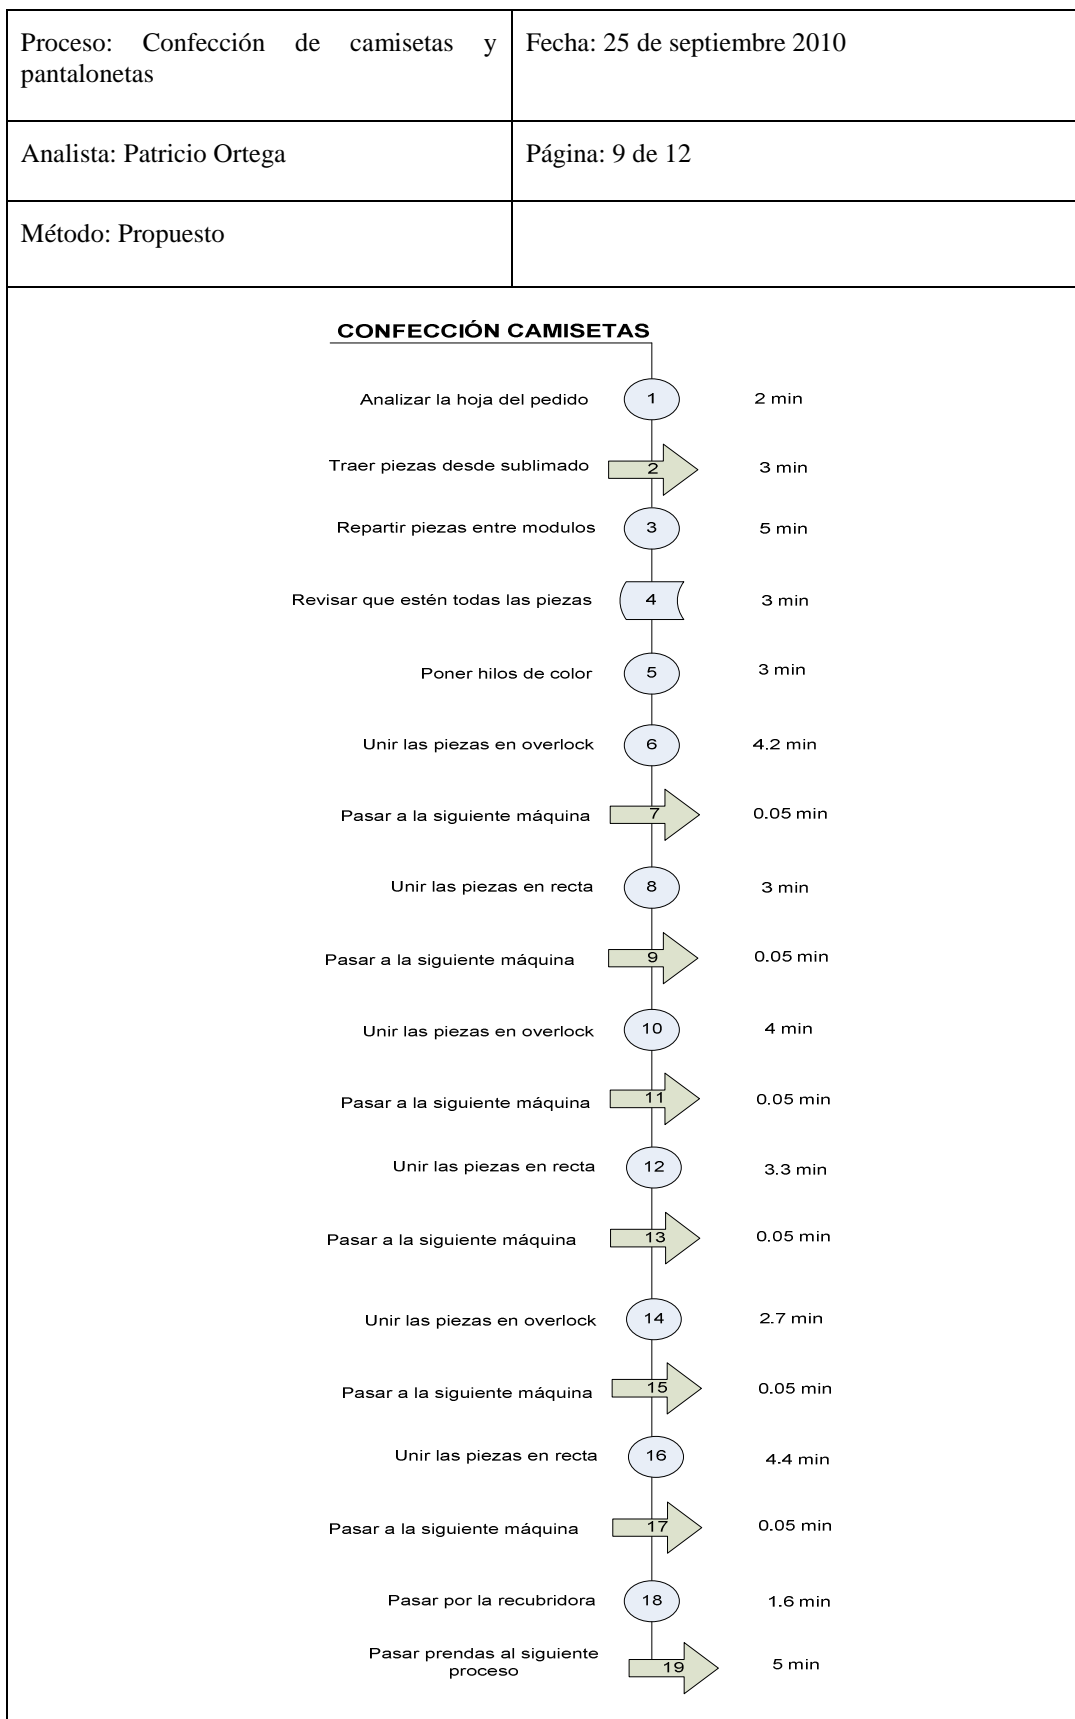 Proceso: Confección de camisetas y
pantalonetas
Fecha: 25 de septiembre 2010
Analista: Patricio Ortega
Página: 9 de 12
Método: Propuesto
CONFECCIÓN CAMISETAS
Analizar la hoja del pedido 1 2 min
Traer piezas desde sublimado 2 3 min
Repartir piezas entre modulos 3 5 min
Revisar que estén todas las piezas 4 3 min
Poner hilos de color 5 3 min
Unir las piezas en overlock 6 4.2 min
Pasar a la siguiente máquina 7 0.05 min
Unir las piezas en recta 8 3 min
Pasar a la siguiente máquina 9 0.05 min
Unir las piezas en overlock 10 4 min
Pasar a la siguiente máquina 11 0.05 min
Unir las piezas en recta 12 3.3 min
Pasar a la siguiente máquina 13 0.05 min
Unir las piezas en overlock 14 2.7 min
Pasar a la siguiente máquina 15 0.05 min
Unir las piezas en recta 16 4.4 min
Pasar a la siguiente máquina 17 0.05 min
Pasar por la recubridora 18 1.6 min
Pasar prendas al siguiente
proceso 19 5 min